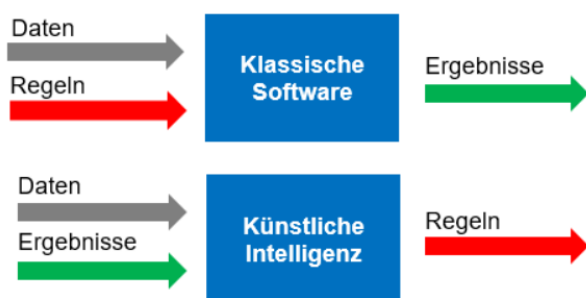 Daten
Regeln
Klassische
Software
Ergebnisse
Daten
Ergebnisse
Künstliche
Intelligenz
Regeln